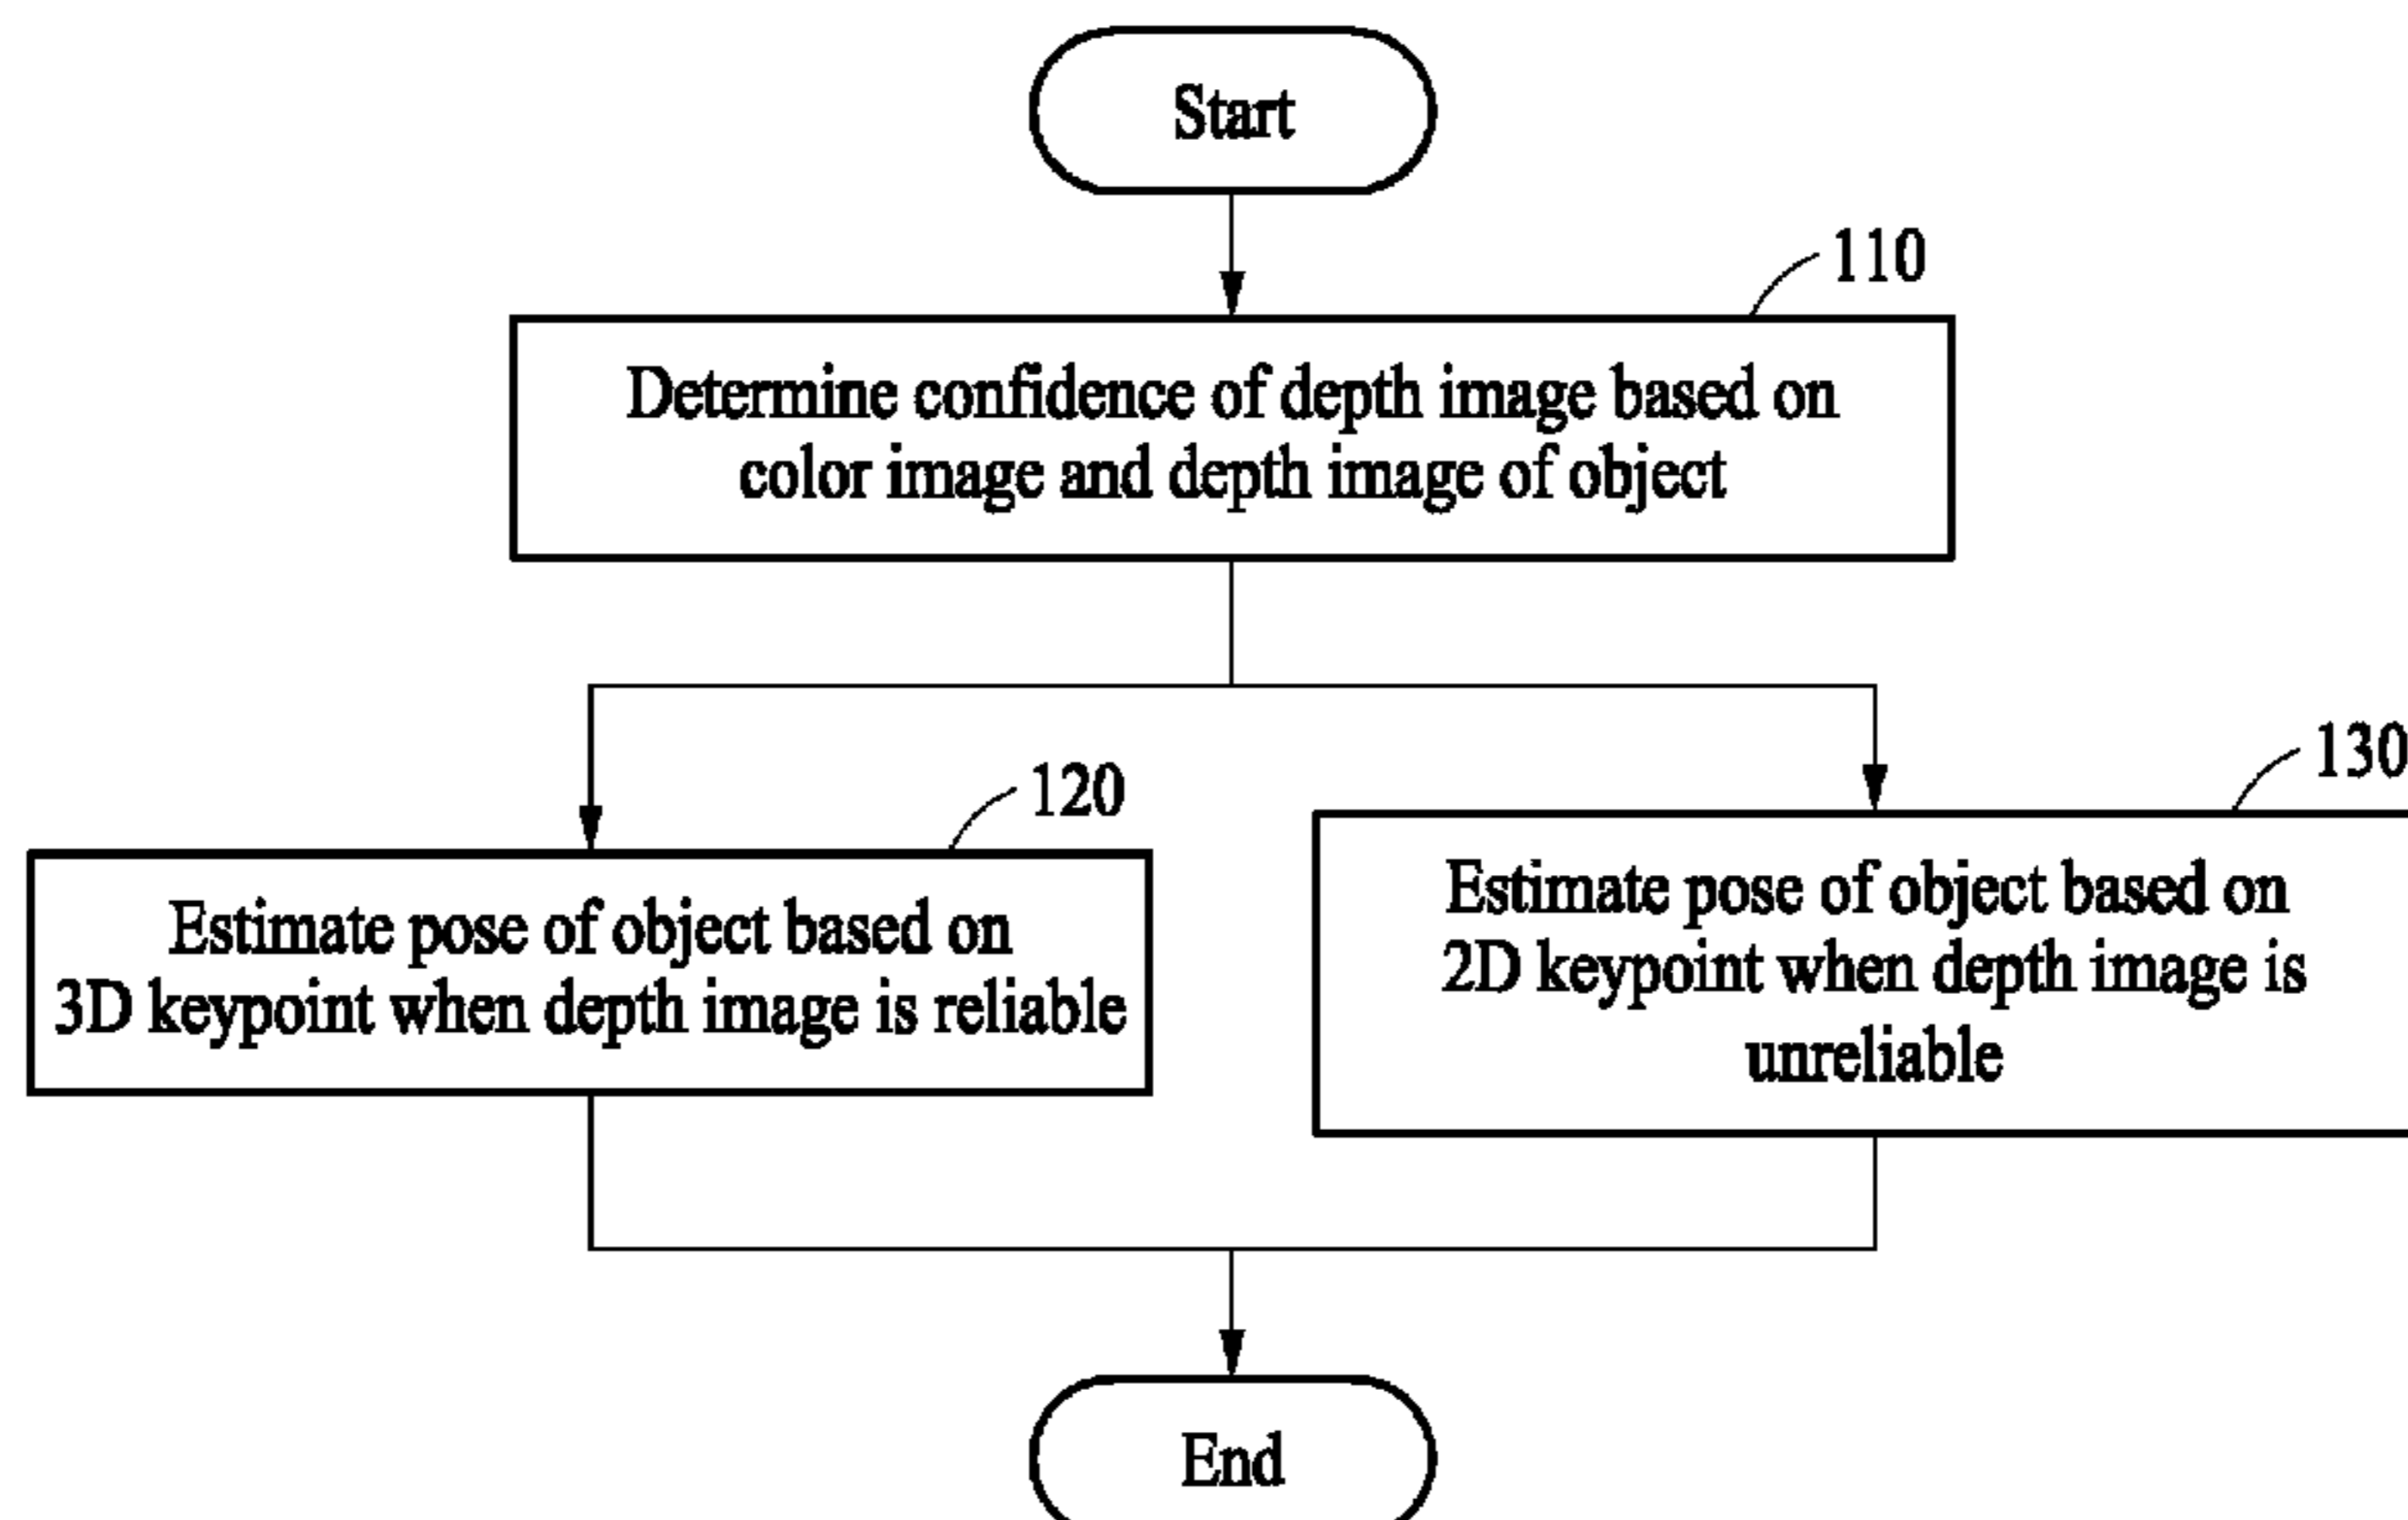 Start
110
Determine confidence of depth image based on
color image and depth image of object
120
Estimate pose of object based on
3D keypoint when depth image is reliable
130
Estimate pose of object based on
2D keypoint when depth image is
unreliable
End